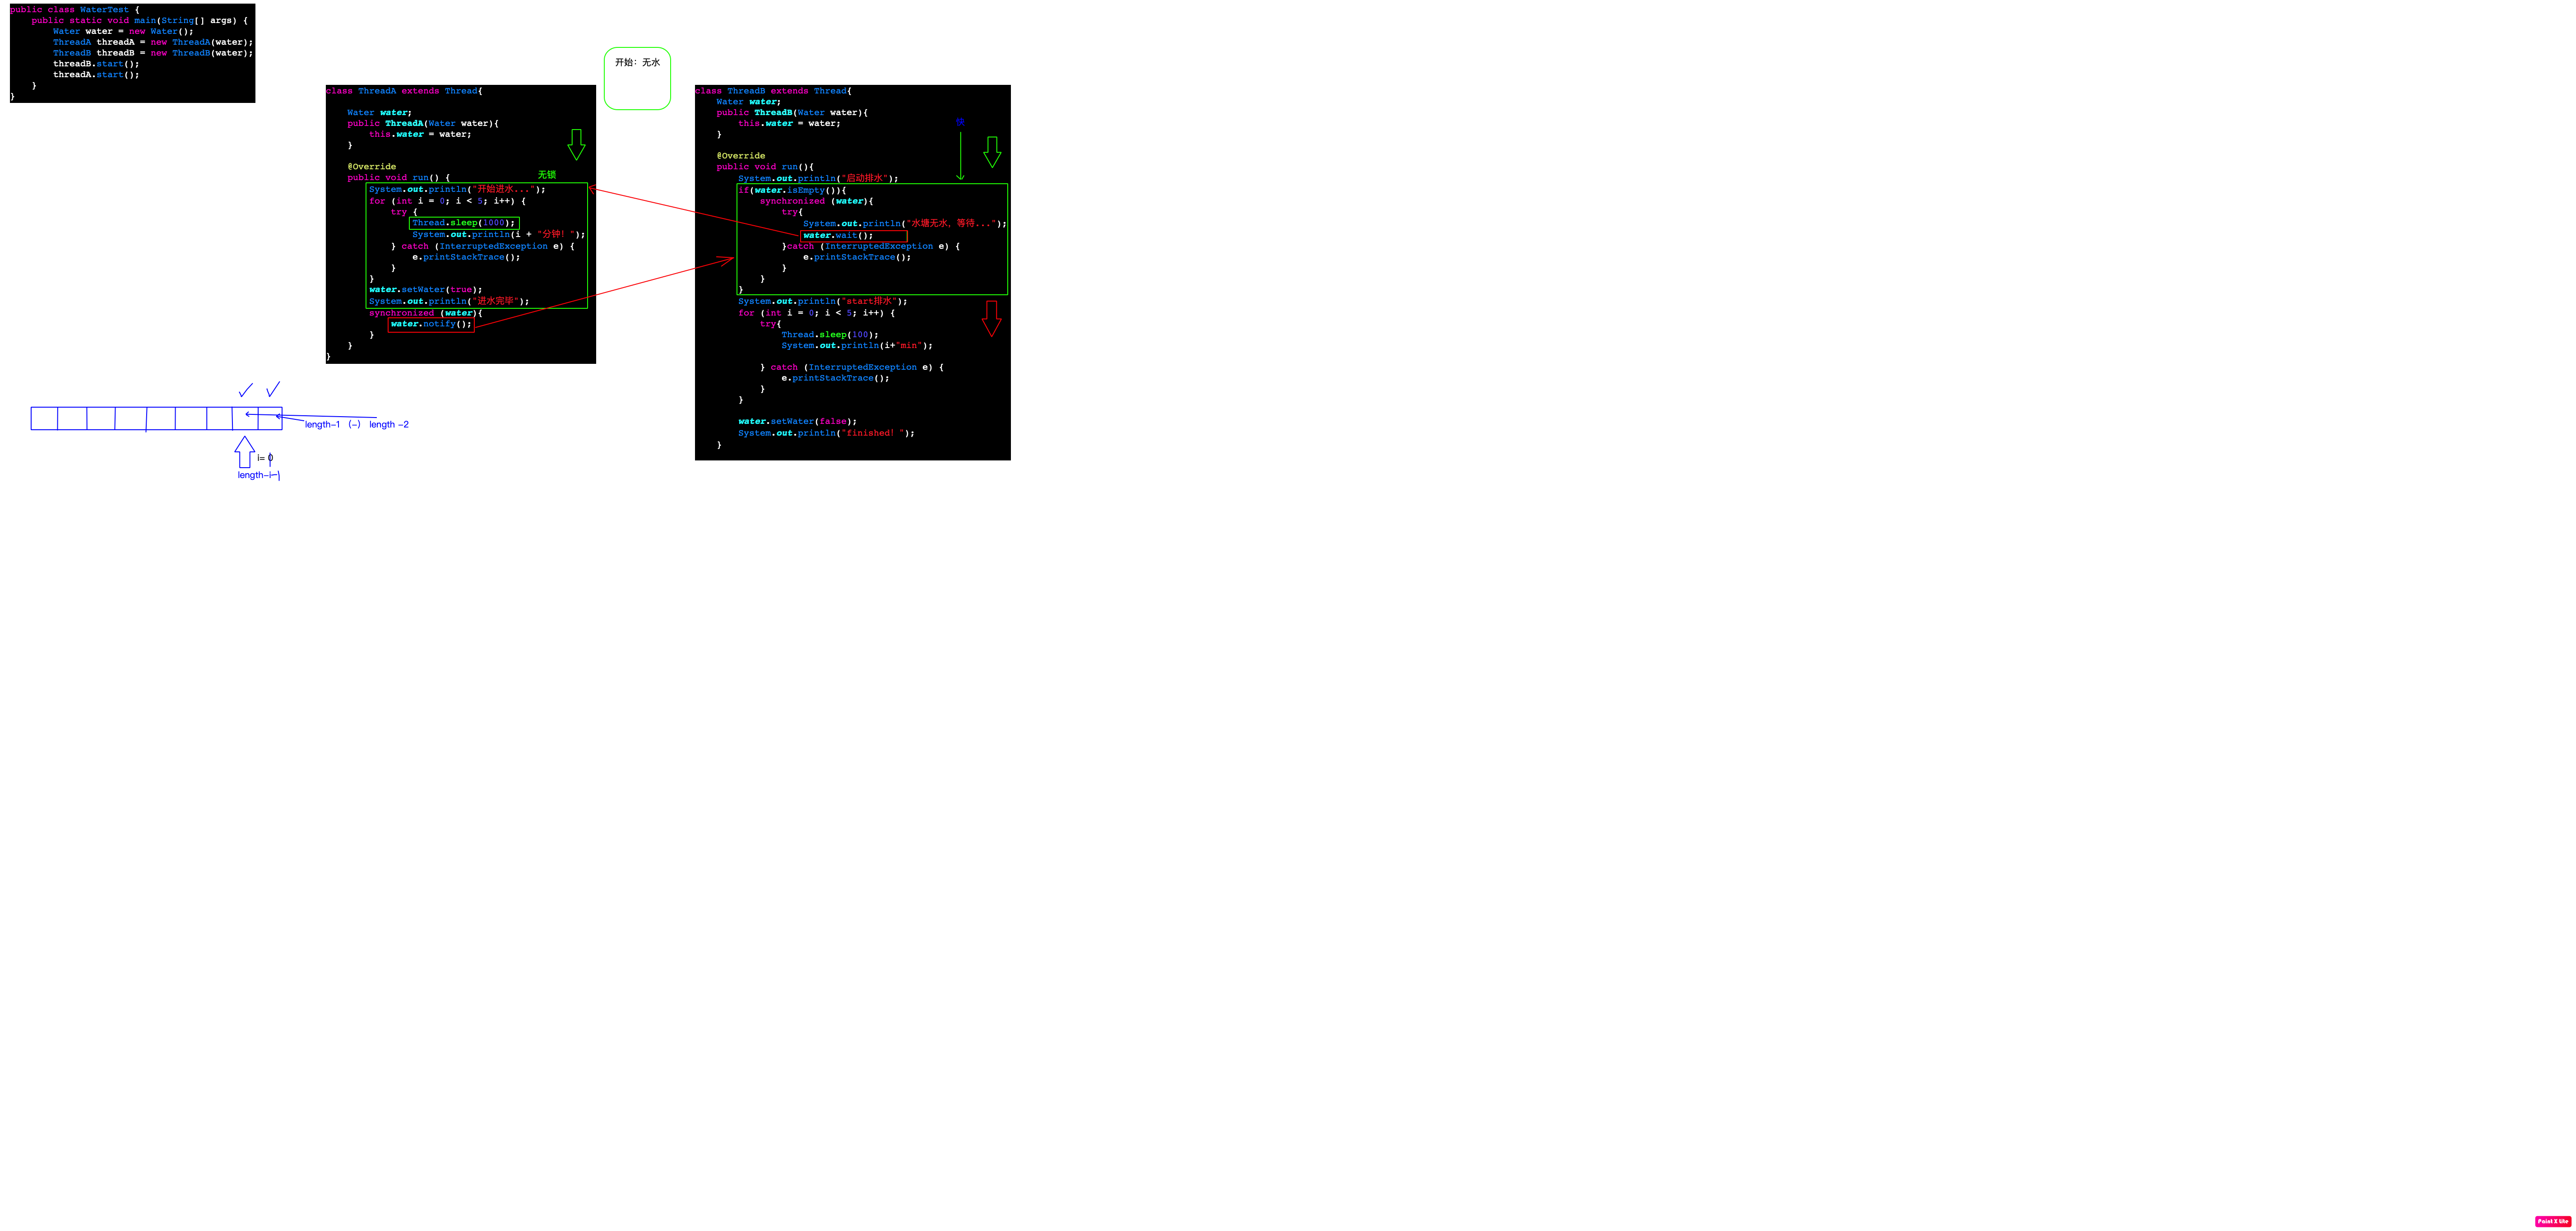 public class WaterTest {
public static void main(String[] args) {
Water water = new Water();
ThreadA threadA = new ThreadA(water);
ThreadB threadB = new ThreadB(water);
threadB.start();
threadA.start();
}
}
开始：无水
class ThreadA extends Thread{
Water water;
public ThreadA(Water water){
this.water = water;
}
@Override
public void run() {
无锁
System.out.println("开始进水...");
for (int i = 0; i < 5; i++) {
try {
Thread.sleep(1000);
System.out.println(i + "分钟！");
} catch (InterruptedException e) {
e.printStackTrace();
}
}
water.setWater(true);
System.out.println("进水完毕");
synchronized (water){
water.notify();
}
}
}
class ThreadB extends Thread{
Water water;
public ThreadB(Water water){
this.water = water;
}
@Override
public void run(){
System.out.println("启动排水");
if(water.isEmpty()){
synchronized (water){
try{
System.out.println("水塘无水，等待...");
water.wait();
}catch (InterruptedException e) {
e.printStackTrace();
}
}
}
System.out.println("start排水");
for (int i = 0; i < 5; i++) {
try{
Thread.sleep(100);
System.out.println(i+"min");
} catch (InterruptedException e) {
e.printStackTrace();
}
}
water.setWater(false);
System.out.println("finished！");
}
length-1 (-) length -2
i= 0
length-i-1
Paint X Lite